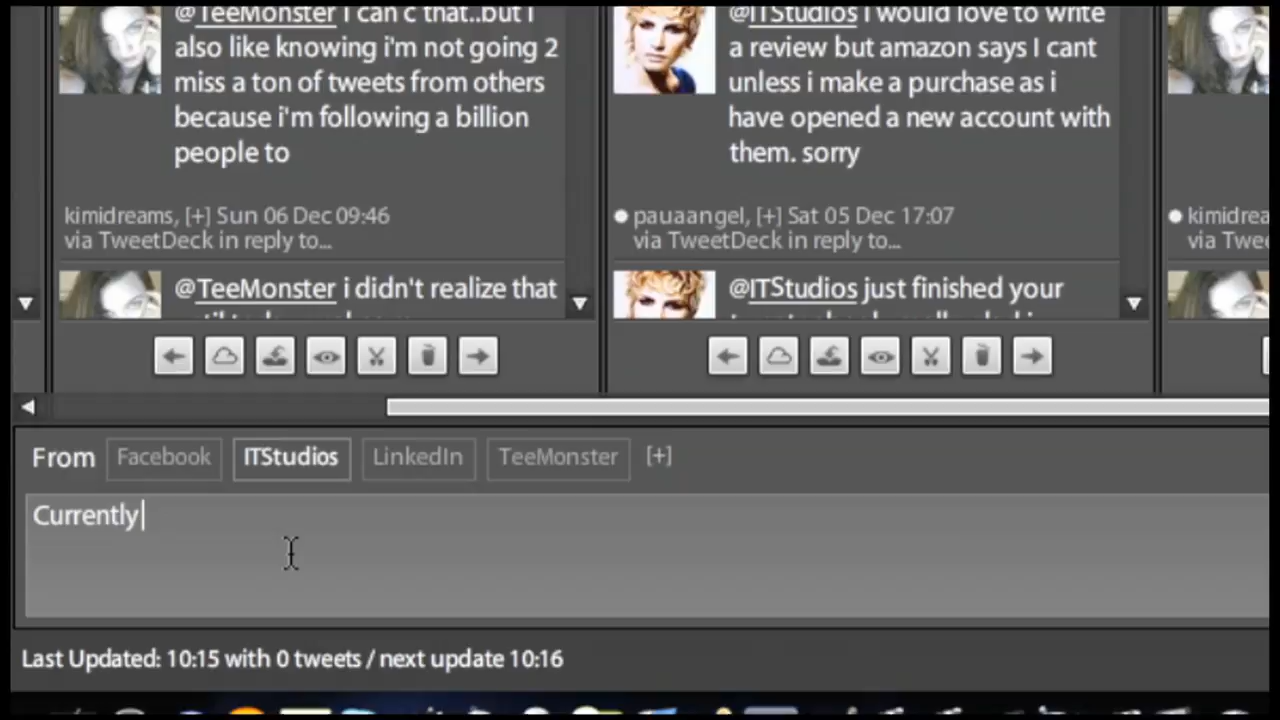 @TeeMonster i can c that..but i
also like knowing i'm not going 2
miss a ton of tweets from others
because i'm following a billion
people to
kimidreams, [+] Sun 06 Dec 09:46
via TweetDeck in reply to...
@TeeMonster i didn't realize that
@ITStudios i would love to write
a review but amazon says I cant
unless i make a purchase as i
have opened a new account with
them. sorry
pauaangel, [+] Sat 05 Dec 17:07
via TweetDeck in reply to...
@ITStudios just finished your
kimidrea
via Twee
From Facebook ITStudios LinkedIn TeeMonster [+]
Currently
Last Updated: 10:15 with 0 tweets / next update 10:16